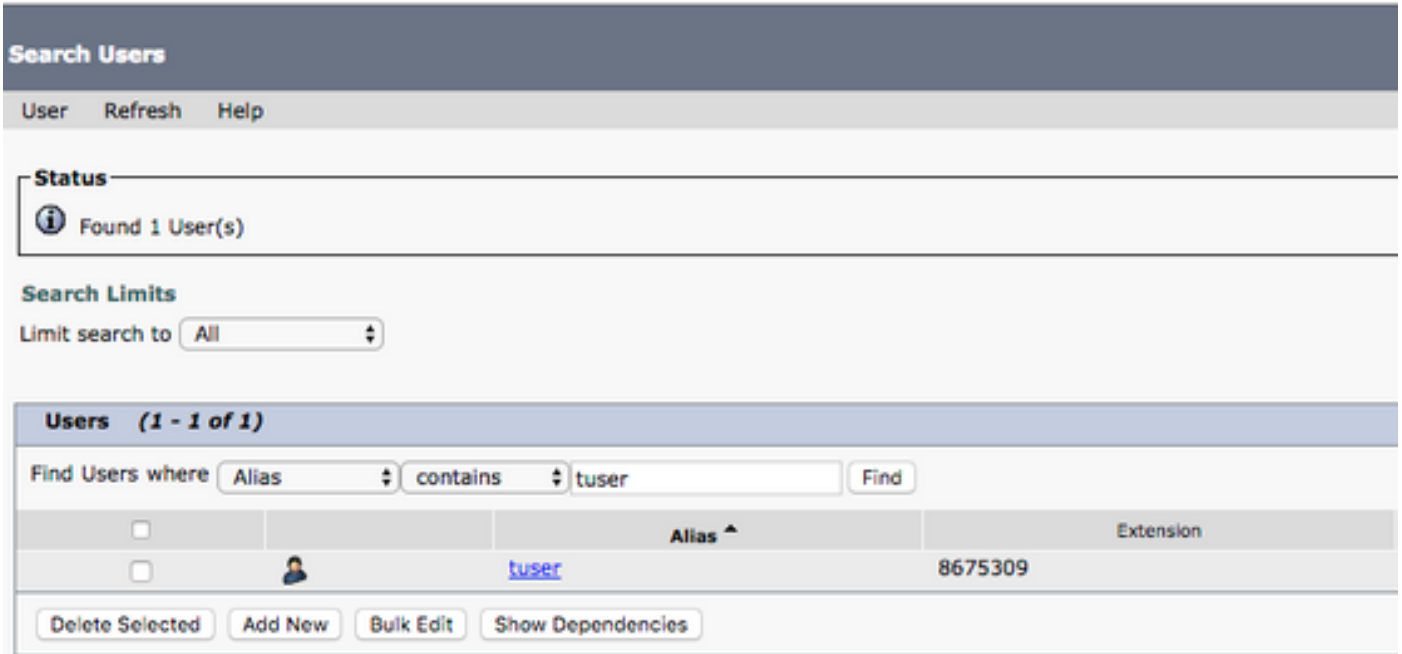 Search Users
User Refresh Help
Status
Found 1 User(s)
Search Limits
Limit search to All
Users (1 - 1 of 1)
Find Users where Alias contains tuser Find
Alias Extension
tuser 8675309
Delete Selected Add New Bulk Edit Show Dependencies